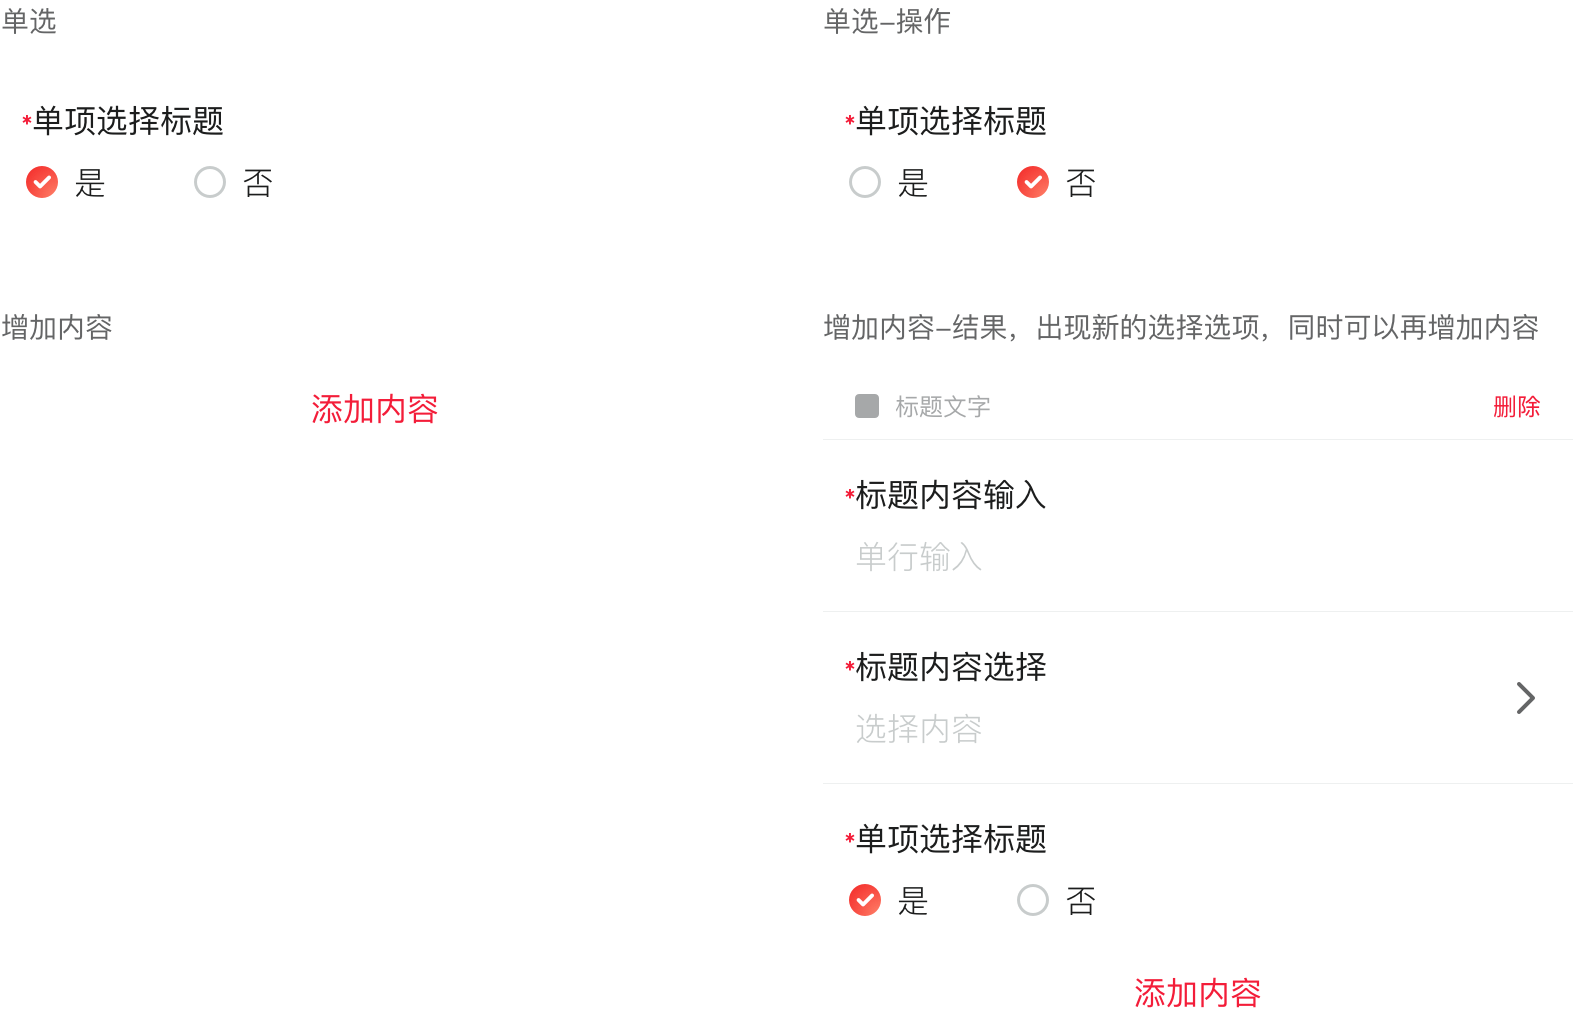 单选
单选–操作
*单项选择标题
是
否
*单项选择标题
是
否
增加内容
增加内容–结果，出现新的选择选项，同时可以再增加内容
添加内容
标题文字
删除
*标题内容输入
单行输入
*标题内容选择
选择内容
*单项选择标题
是
否
添加内容